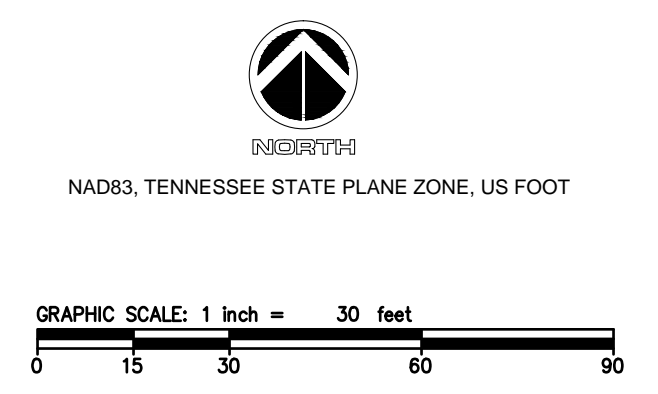 NORTH
NAD83, TENNESSEE STATE PLANE ZONE, US FOOT
GRAPHIC SCALE: 1 inch = 30 feet
0 15 30 60 90